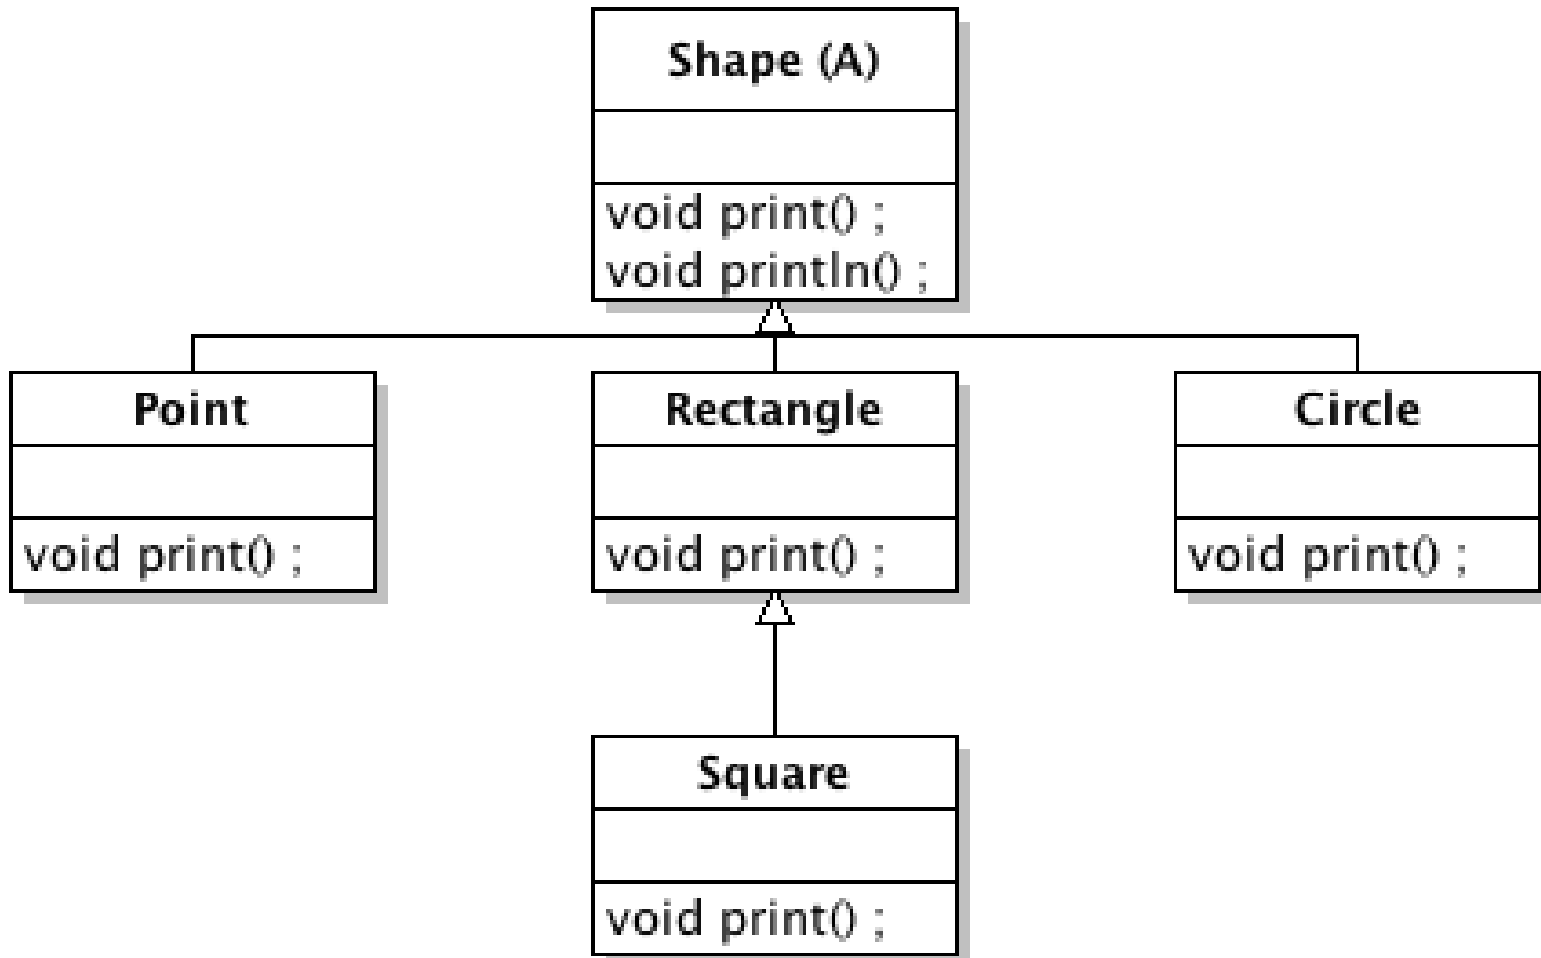 Shape (A)
void print() ;
void println() ;
Point
void print() ;
Rectangle
void print() ;
Circle
void print() ;
Square
void print() ;